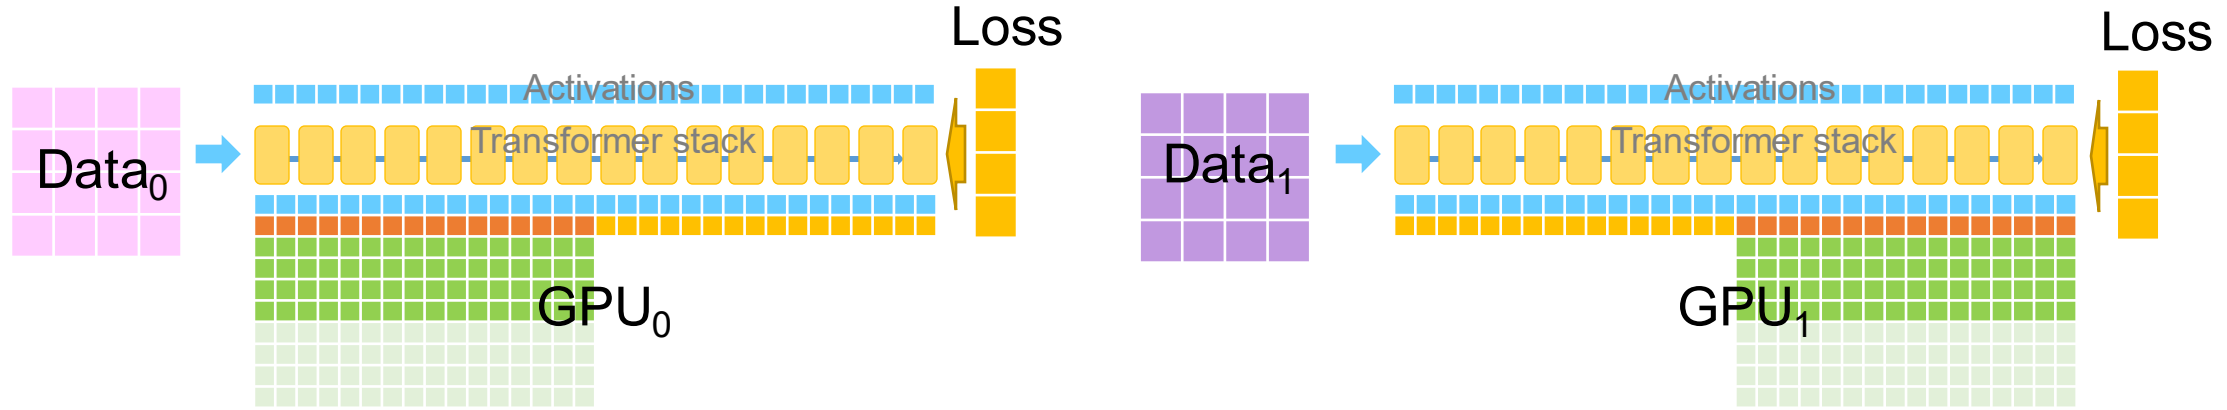 Loss
Activations
Transformer stack
Data₀
GPU₀
Loss
Activations
Transformer stack
Data₁
GPU₁